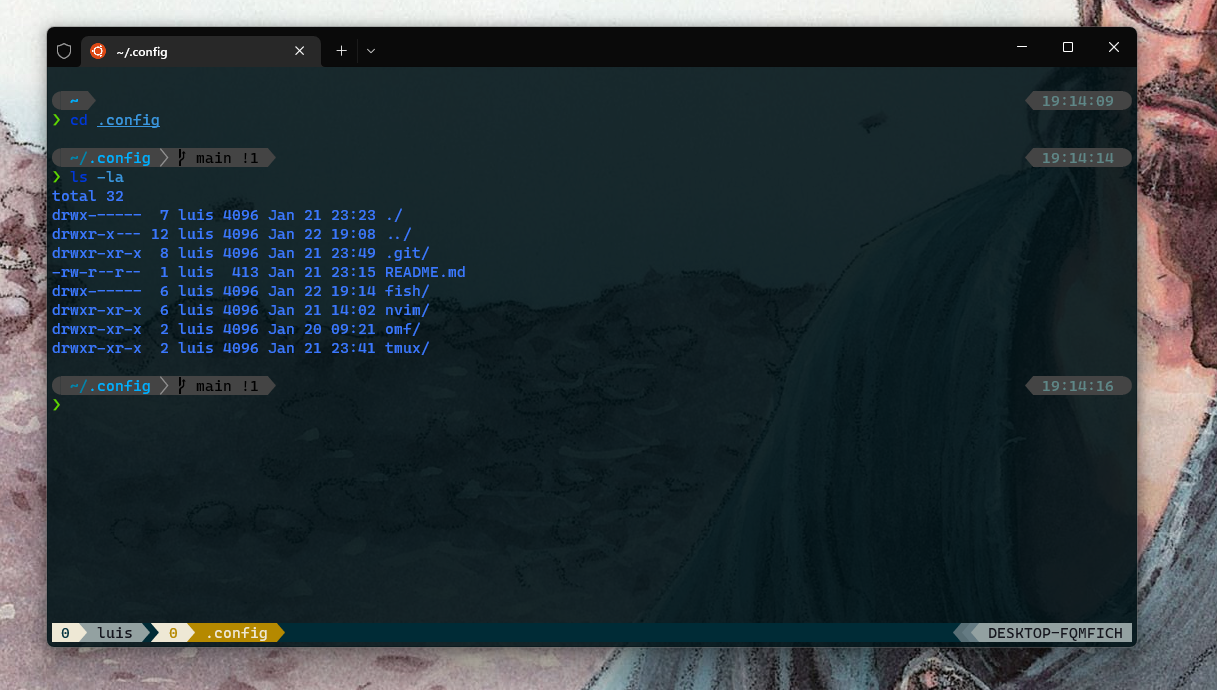 ~/.config
~ 19:14:09
❯ cd .config
~/.config main !1 19:14:14
❯ ls -la
total 32
drwx------  7 luis 4096 Jan 21 23:23 ./
drwxr-x--- 12 luis 4096 Jan 22 19:08 ../
drwxr-xr-x  8 luis 4096 Jan 21 23:49 .git/
-rw-r--r--  1 luis  413 Jan 21 23:15 README.md
drwx------  6 luis 4096 Jan 22 19:14 fish/
drwxr-xr-x  6 luis 4096 Jan 21 14:02 nvim/
drwxr-xr-x  2 luis 4096 Jan 20 09:21 omf/
drwxr-xr-x  2 luis 4096 Jan 21 23:41 tmux/
~/.config main !1 19:14:16
❯
0 luis 0 .config DESKTOP-FQMFICH